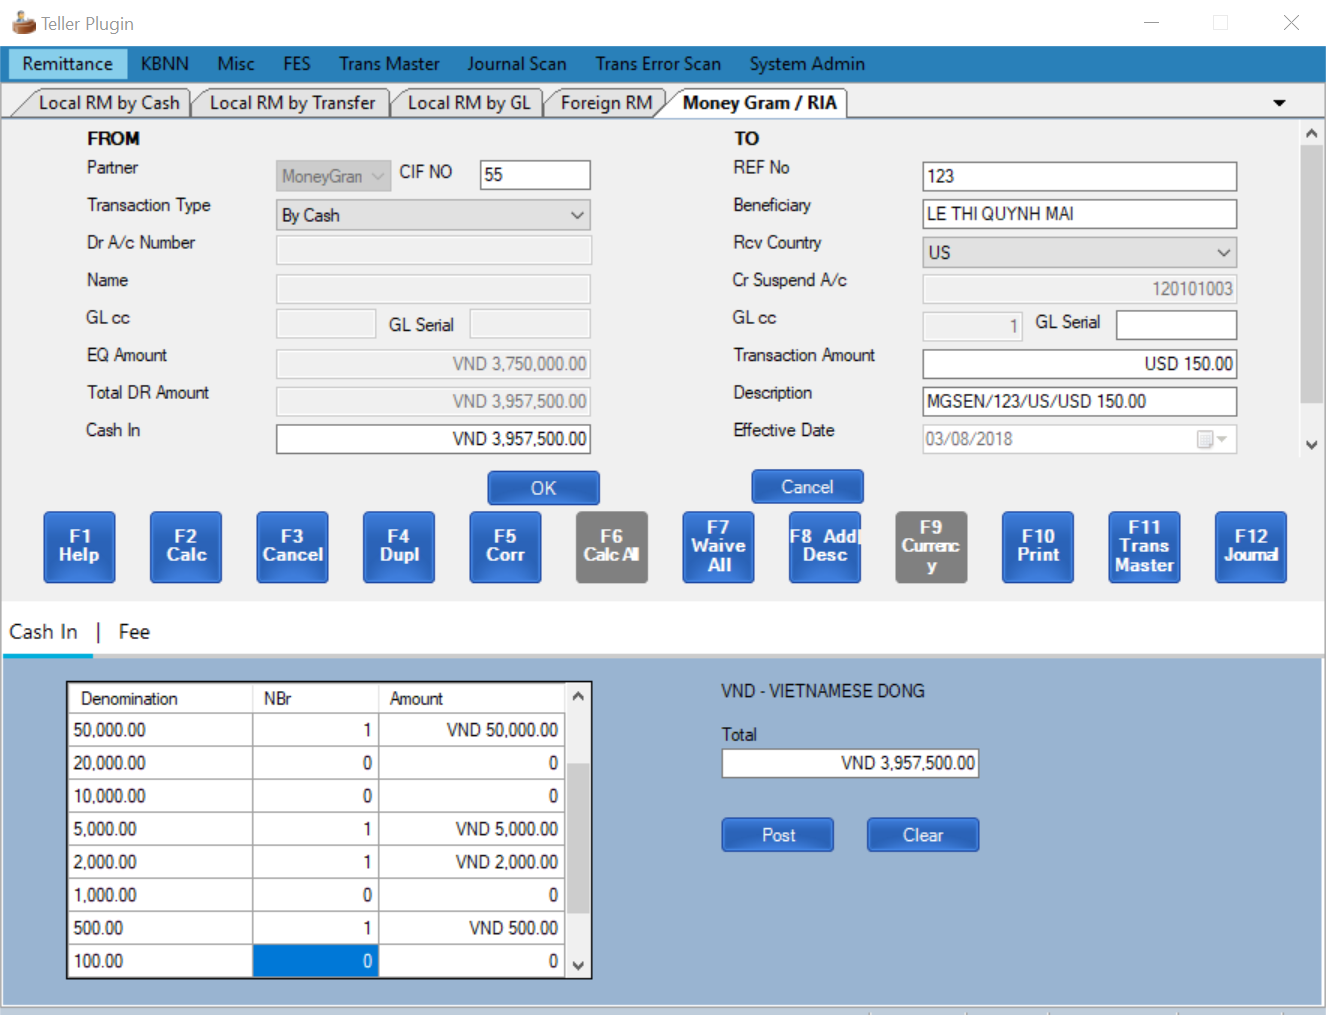 Teller Plugin
Remittance KBNN Misc FES Trans Master Journal Scan Trans Error Scan System Admin
Local RM by Cash Local RM by Transfer Local RM by GL Foreign RM Money Gram / RIA
FROM TO
Partner MoneyGran CIF NO 55 REF No 123
Transaction Type By Cash Beneficiary LE THI QUYNH MAI
Dr A/c Number Rcv Country US
Name Cr Suspend A/c 120101003
GL cc GL Serial GL cc 1 GL Serial
EQ Amount VND 3,750,000.00 Transaction Amount USD 150.00
Total DR Amount VND 3,957,500.00 Description MGSEN/123/US/USD 150.00
Cash In VND 3,957,500.00 Effective Date 03/08/2018
OK Cancel
F1 Help F2 Calc F3 Cancel F4 Dupl F5 Corr F6 Calc All F7 Waive All F8 Add Desc F9 Currency F10 Print F11 Trans Master F12 Journal
Cash In | Fee
Denomination NBr Amount VND - VIETNAMESE DONG
50,000.00 1 VND 50,000.00 Total
20,000.00 0 0 VND 3,957,500.00
10,000.00 0 0
5,000.00 1 VND 5,000.00 Post Clear
2,000.00 1 VND 2,000.00
1,000.00 0 0
500.00 1 VND 500.00
100.00 0 0